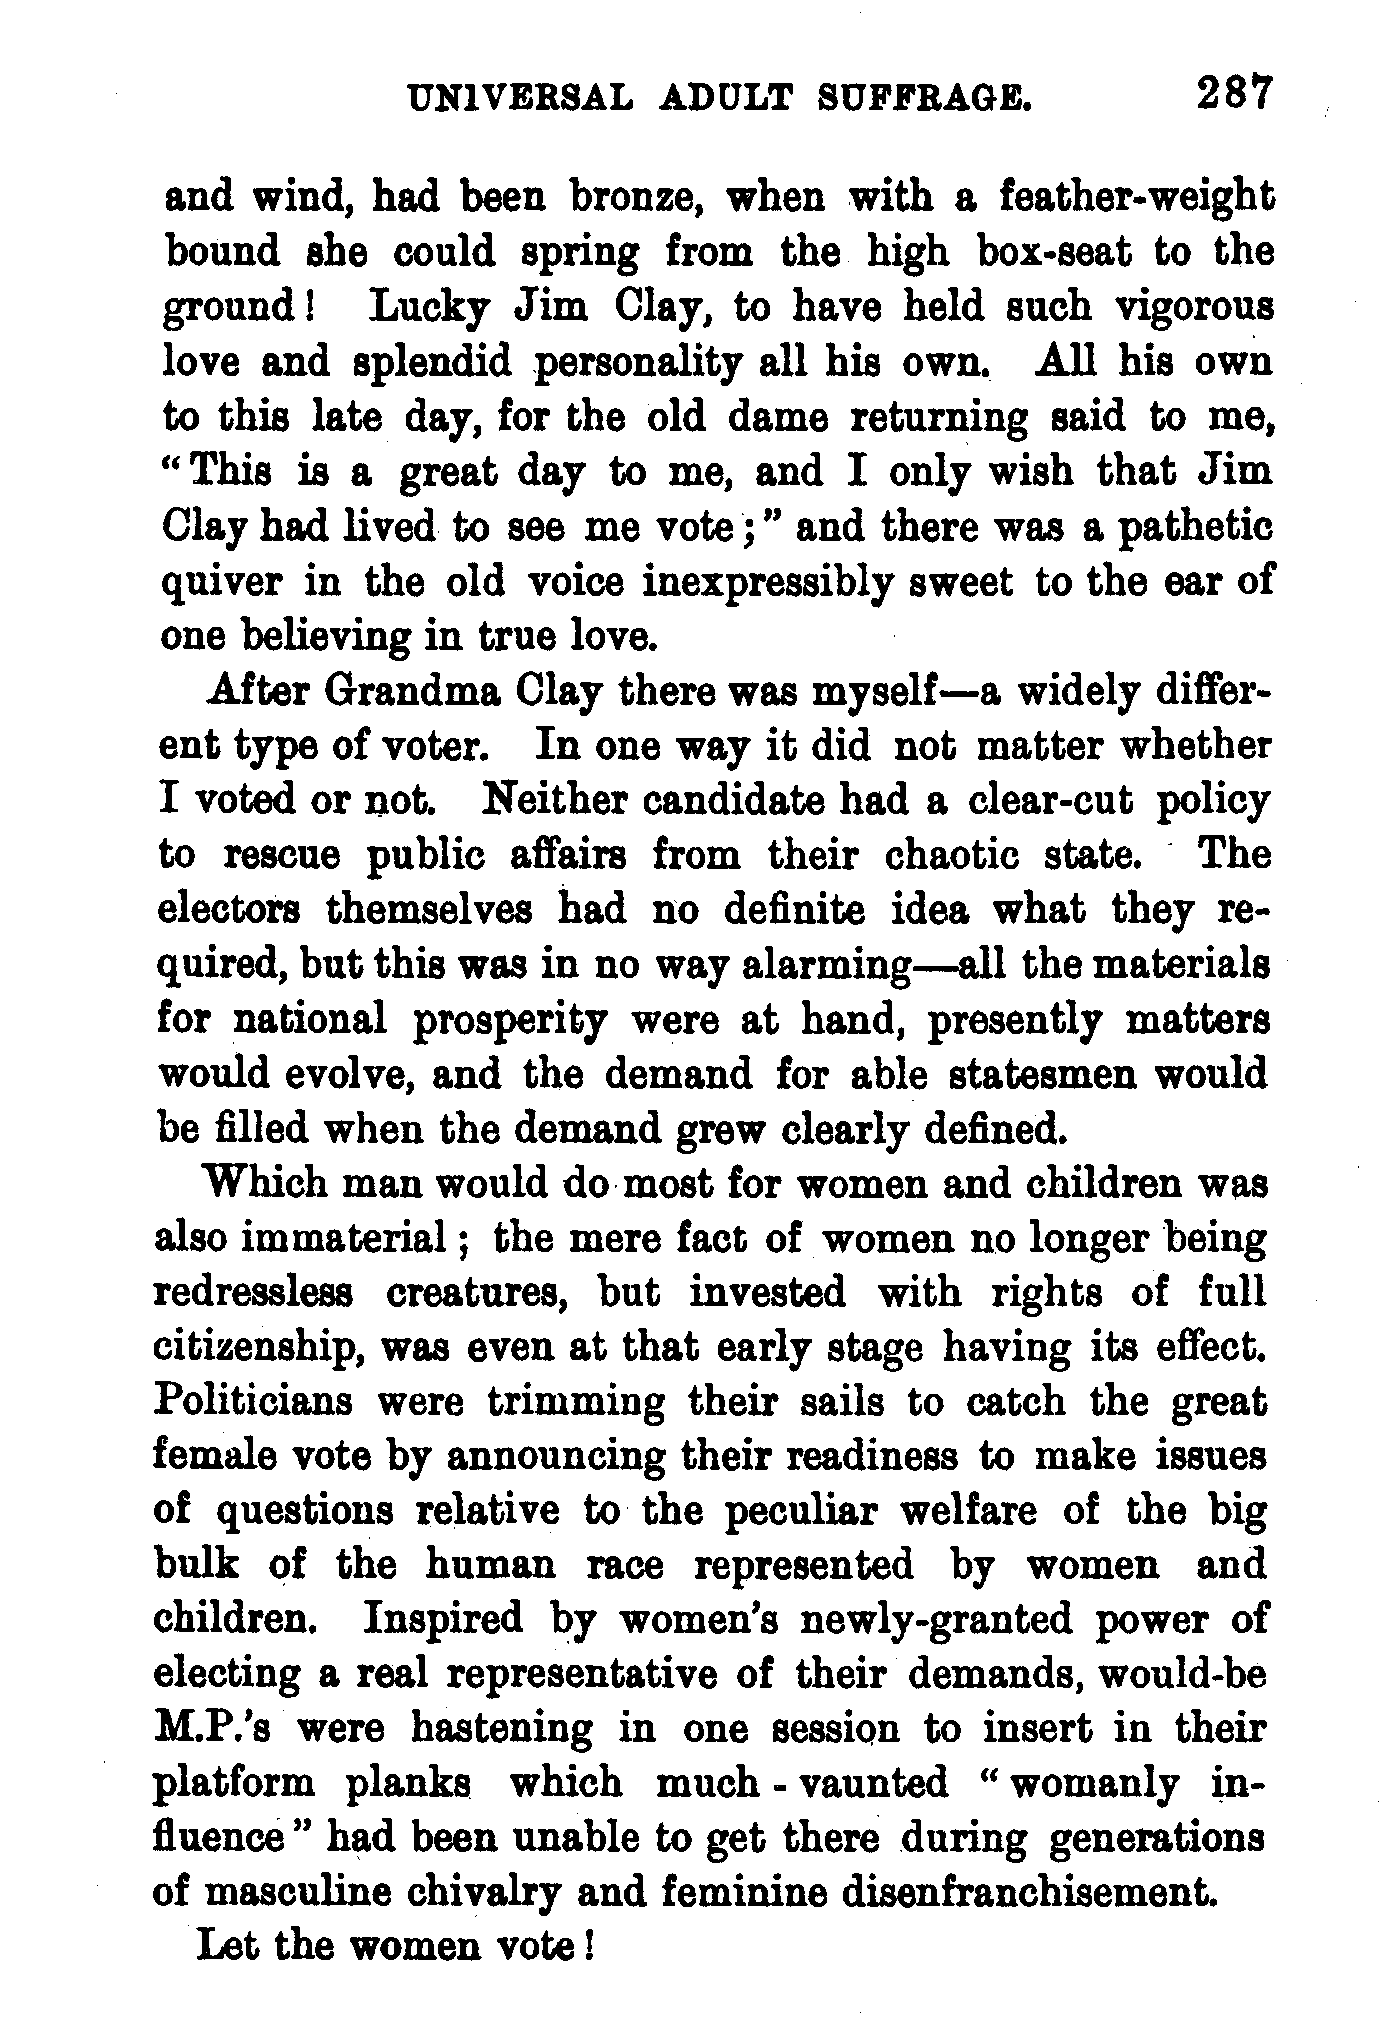 UN1VERSAL ADULT SUFFRAGE. 287
and wind, had been bronze, when with a feather-weight
bound she could spring from the high box-seat to the
ground! Lucky Jim Clay, to have held such vigorous
love and splendid personality all his own. All his own
to this late day, for the old dame returning said to me,
"This is a great day to me, and I only wish that Jim
Clay had lived to see me vote;" and there was a pathetic
quiver in the old voice inexpressibly sweet to the ear of
one believing in true love.
After Grandma Clay there was myself—a widely differ-
ent type of voter. In one way it did not matter whether
I voted or not. Neither candidate had a clear-cut policy
to rescue public affairs from their chaotic state. The
electors themselves had no definite idea what they re-
quired, but this was in no way alarming—all the materials
for national prosperity were at hand, presently matters
would evolve, and the demand for able statesmen would
be filled when the demand grew clearly defined.
Which man would do most for women and children was
also immaterial; the mere fact of women no longer being
redressless creatures, but invested with rights of full
citizenship, was even at that early stage having its effect.
Politicians were trimming their sails to catch the great
female vote by announcing their readiness to make issues
of questions relative to the peculiar welfare of the big
bulk of the human race represented by women and
children. Inspired by women's newly-granted power of
electing a real representative of their demands, would-be
M.P.'s were hastening in one session to insert in their
platform planks which much-vaunted "womanly in-
fluence" had been unable to get there during generations
of masculine chivalry and feminine disenfranchisement.
Let the women vote!